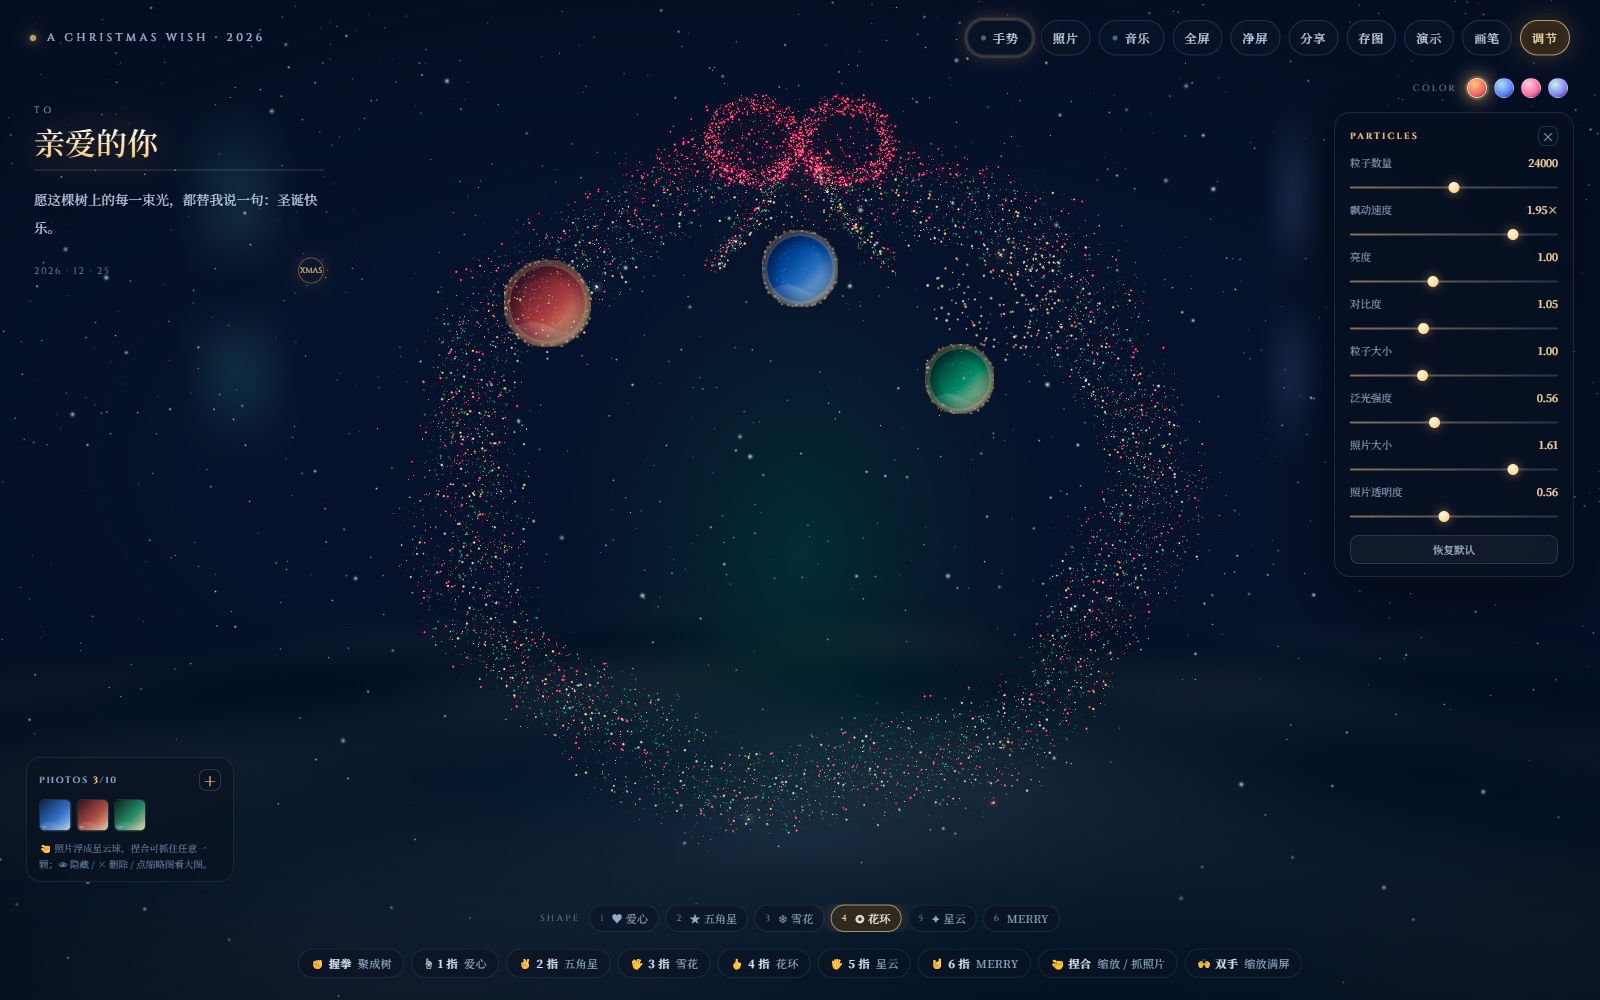 A CHRISTMAS WISH · 2026
手势 照片 音乐 全屏 净屏 分享 存图 演示 画笔 调节
COLOR
TO
亲爱的你
愿这棵树上的每一束光，都替我说一句：圣诞快
乐。
2026 · 12 · 25
XMAS
PARTICLES
粒子数量 24000
飘动速度 1.95×
亮度 1.00
对比度 1.05
粒子大小 1.00
泛光强度 0.56
照片大小 1.61
照片透明度 0.56
恢复默认
PHOTOS 3/10
照片浮成星云球，捏合可抓住任意一
颗；👁 隐藏 / × 删除 / 点缩略图看大图。
SHAPE 1 ♥ 爱心 2 ★ 五角星 3 ❄ 雪花 4 ✪ 花环 5 ✦ 星云 6 MERRY
握拳 聚成树 1 指 爱心 2 指 五角星 3 指 雪花 4 指 花环 5 指 星云 6 指 MERRY 捏合 缩放 / 抓照片 双手 缩放满屏